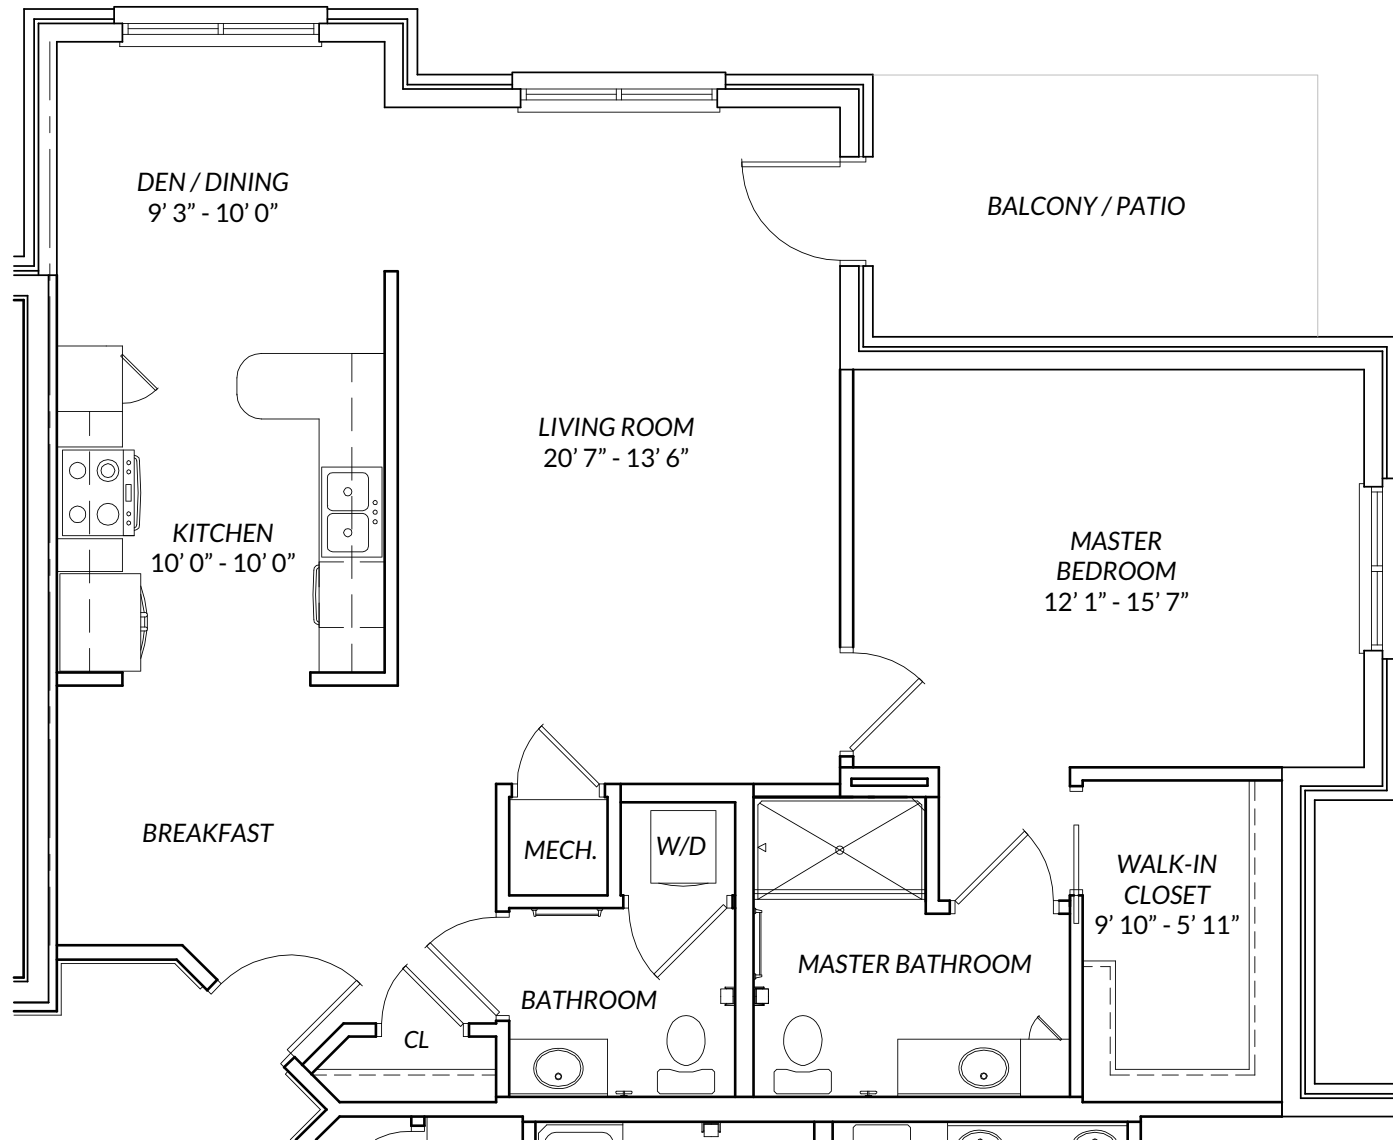 DEN / DINING
9’ 3” - 10’ 0”
BALCONY / PATIO
LIVING ROOM
20’ 7” - 13’ 6”
KITCHEN
10’ 0” - 10’ 0”
MASTER
BEDROOM
12’ 1” - 15’ 7”
BREAKFAST
MECH.
W/D
WALK-IN
CLOSET
9’ 10” - 5’ 11”
MASTER BATHROOM
BATHROOM
CL